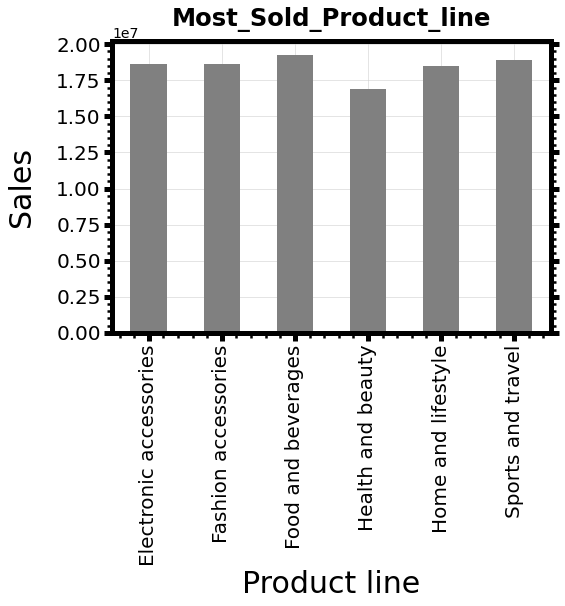 Most_Sold_Product_line
1e7
2.00
1.75
1.50
1.25
1.00
0.75
0.50
0.25
0.00
Sales
Electronic accessories
Fashion accessories
Food and beverages
Health and beauty
Home and lifestyle
Sports and travel
Product line